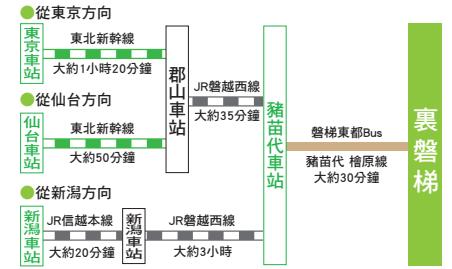 ●從東京方向
東京車站
東北新幹線
大約1小時20分鐘
郡山車站
JR磐越西線
大約35分鐘
●從仙台方向
仙台車站
東北新幹線
大約50分鐘
豬苗代車站
磐梯東都Bus
豬苗代 檜原線
大約30分鐘
裏磐梯
●從新潟方向
新潟車站
JR信越本線
大約20分鐘
新潟車站
JR磐越西線
大約3小時